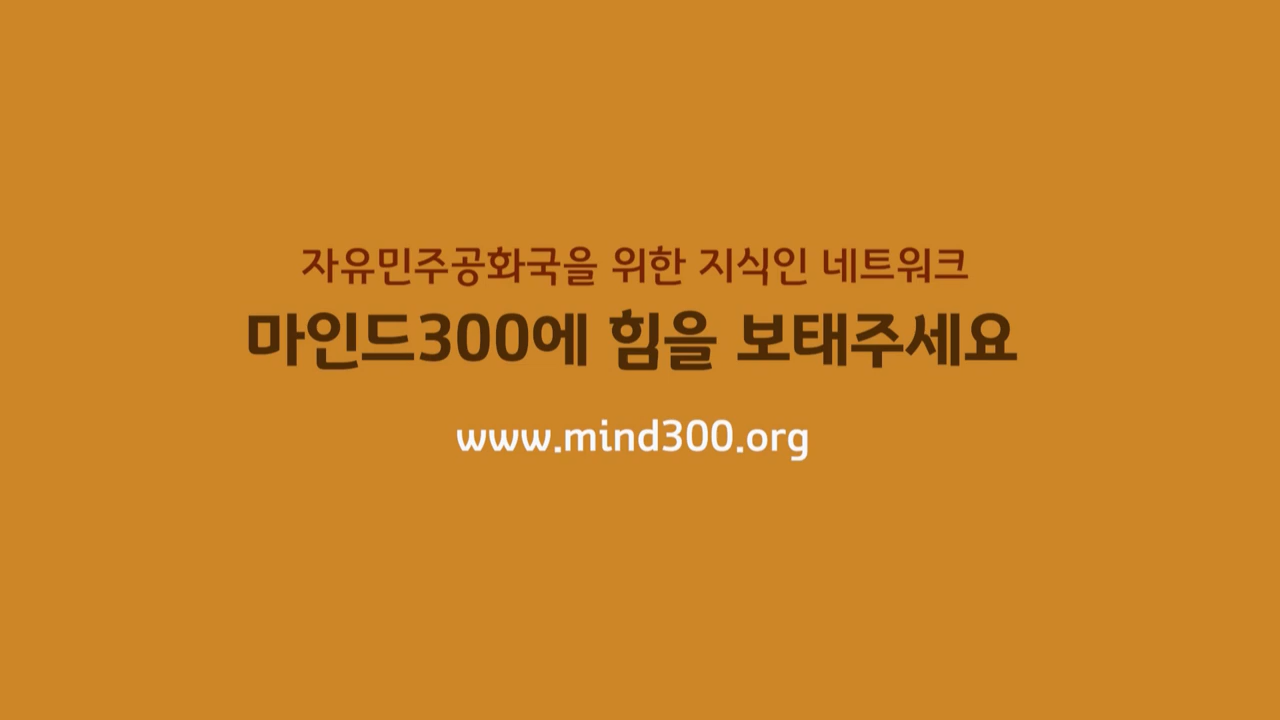 자유민주공화국을 위한 지식인 네트워크
마인드300에 힘을 보태주세요
www.mind300.org